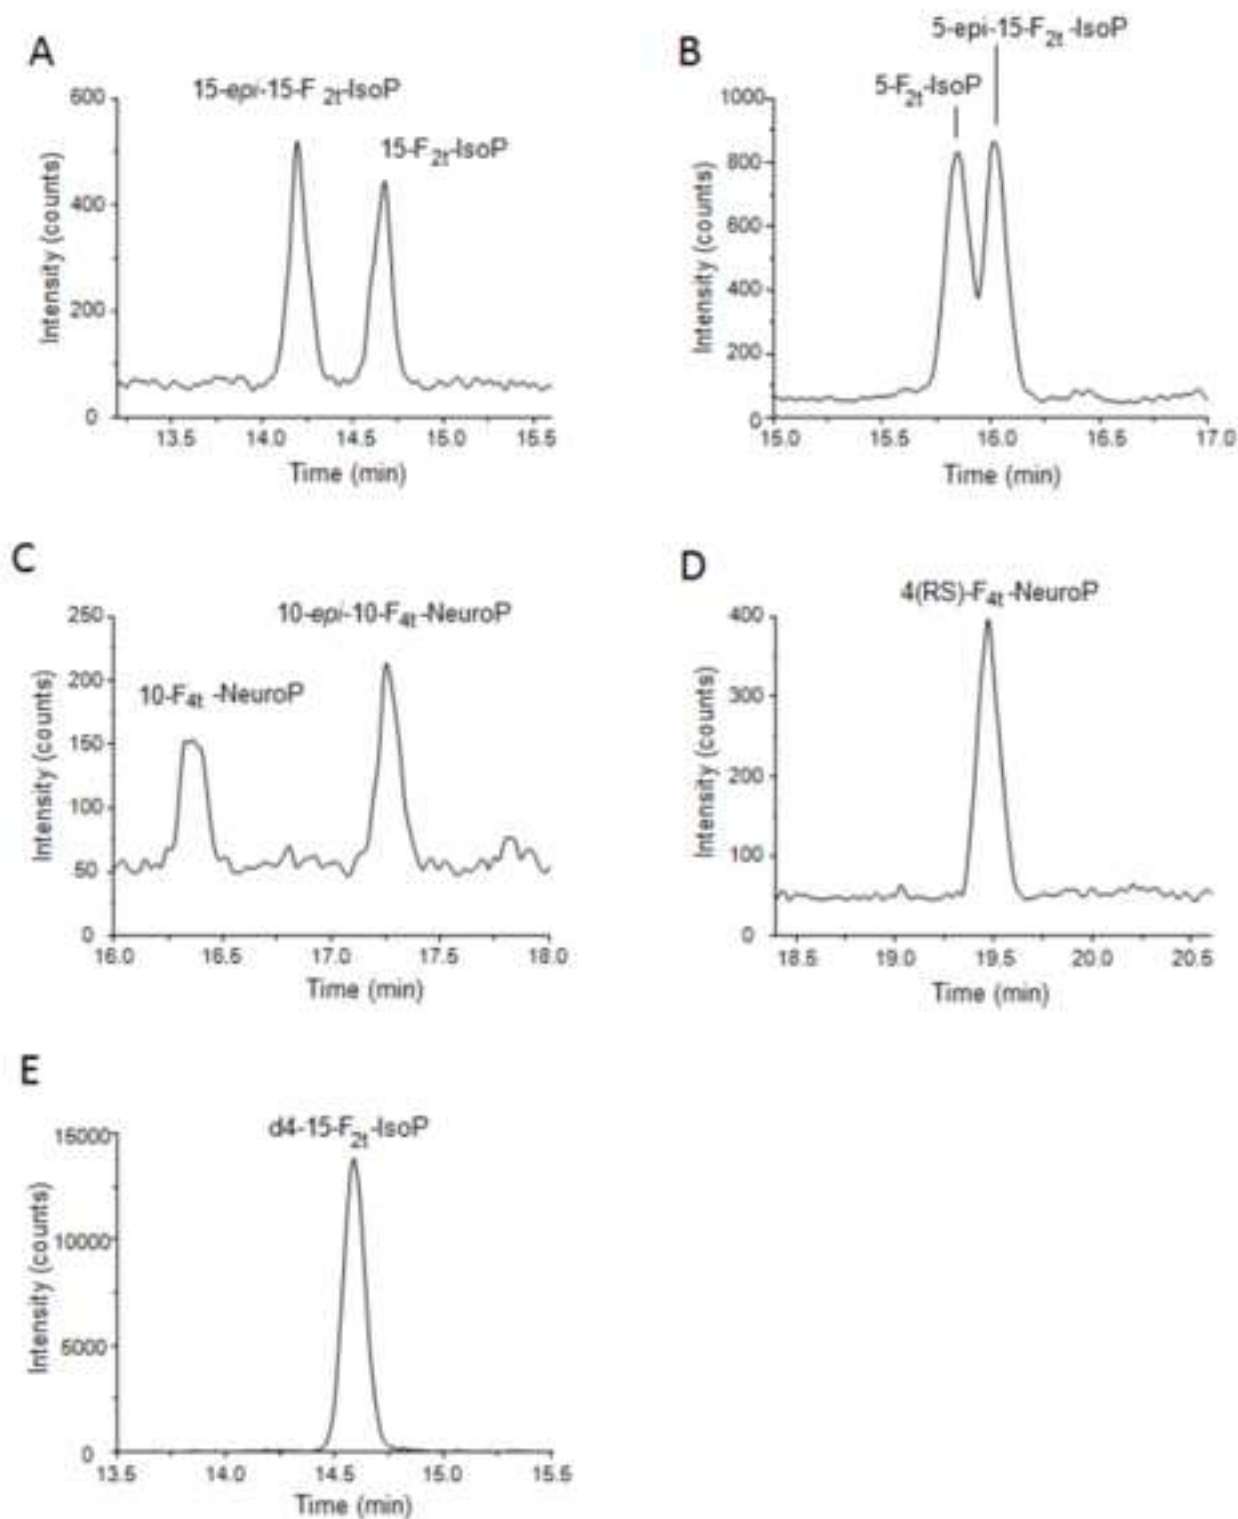 A
15-epi-15-F2t-IsoP
15-F2t-IsoP
600
400
200
0
13.5 14.0 14.5 15.0 15.5
Intensity (counts)
Time (min)
B
5-epi-15-F2t-IsoP
5-F2t-IsoP
1000
800
600
400
200
0
15.0 15.5 16.0 16.5 17.0
Intensity (counts)
Time (min)
C
10-epi-10-F4t-NeuroP
10-F4t-NeuroP
250
200
150
100
50
0
16.0 16.5 17.0 17.5 18.0
Intensity (counts)
Time (min)
D
4(RS)-F4t-NeuroP
400
300
200
100
0
18.5 19.0 19.5 20.0 20.5
Intensity (counts)
Time (min)
E
d4-15-F2t-IsoP
15000
10000
5000
0
13.5 14.0 14.5 15.0 15.5
Intensity (counts)
Time (min)